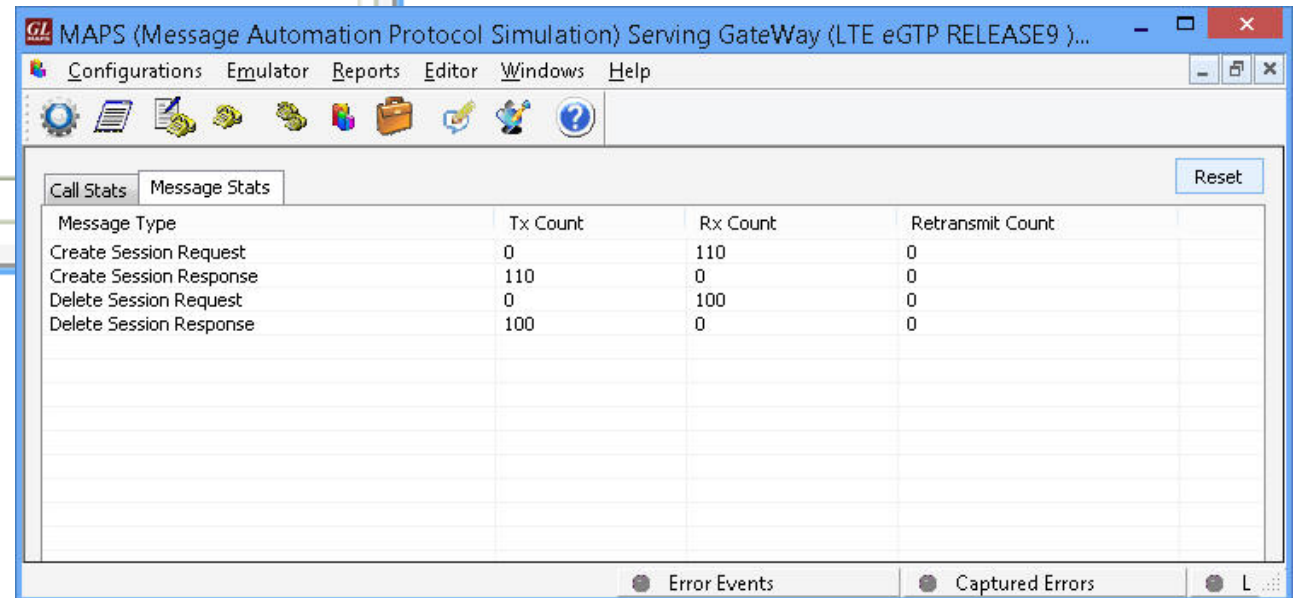 GL MAPS MAPS (Message Automation Protocol Simulation) Serving GateWay (LTE eGTP RELEASE9 )...
Configurations Emulator Reports Editor Windows Help
Reset
Call Stats Message Stats
Message Type Tx Count Rx Count Retransmit Count
Create Session Request 0 110 0
Create Session Response 110 0 0
Delete Session Request 0 100 0
Delete Session Response 100 0 0
Error Events Captured Errors L